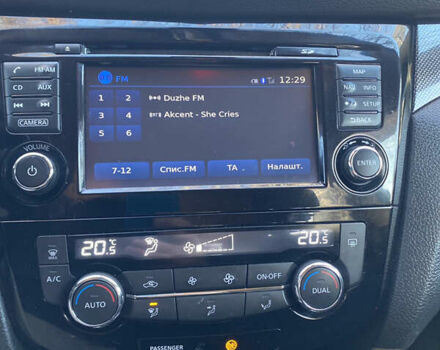 FM-AM
CD AUX
CAMERA
VOLUME
FM
12:29
1 2
3 4
5 6
Duzhe FM
Akcent - She Cries
7-12
Спис.FM
TA
Налашт.
MAP
NAVI INFO
SETUP
BACK
ENTER
20.5°C
20.5°C
MAX
A/C
AUTO
ON·OFF
DUAL
PASSENGER